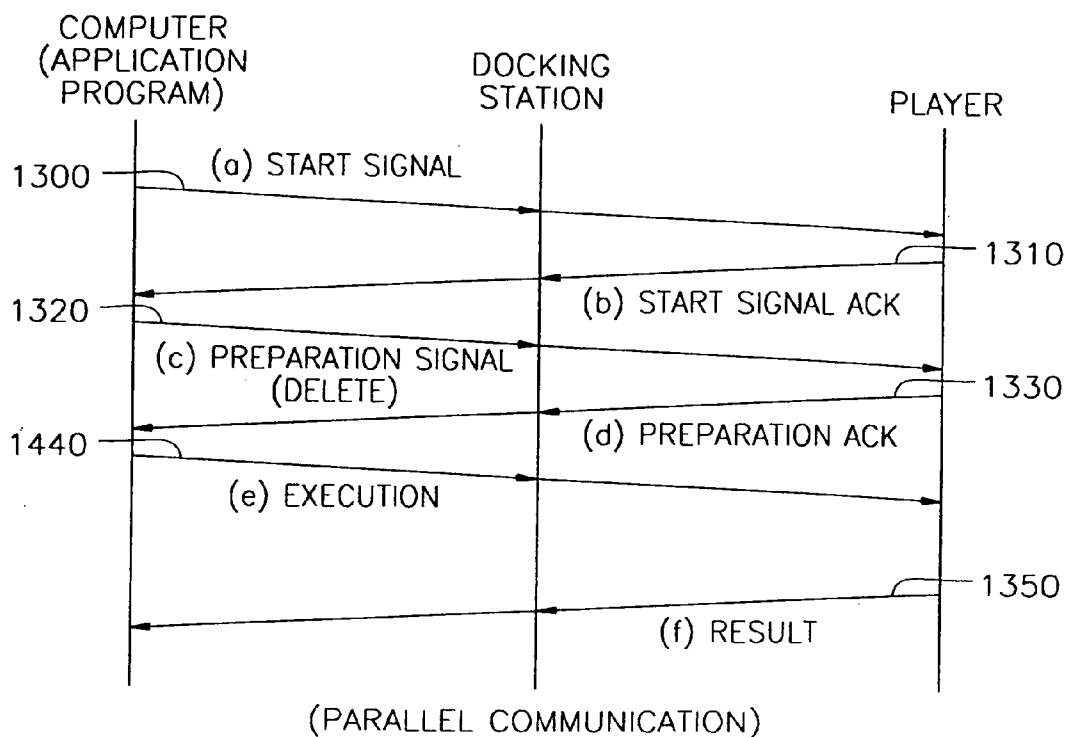 COMPUTER
(APPLICATION
PROGRAM)
DOCKING
STATION
PLAYER
1300
(a) START SIGNAL
1310
(b) START SIGNAL ACK
1320
(c) PREPARATION SIGNAL
(DELETE)
1330
(d) PREPARATION ACK
1440
(e) EXECUTION
1350
(f) RESULT
(PARALLEL COMMUNICATION)